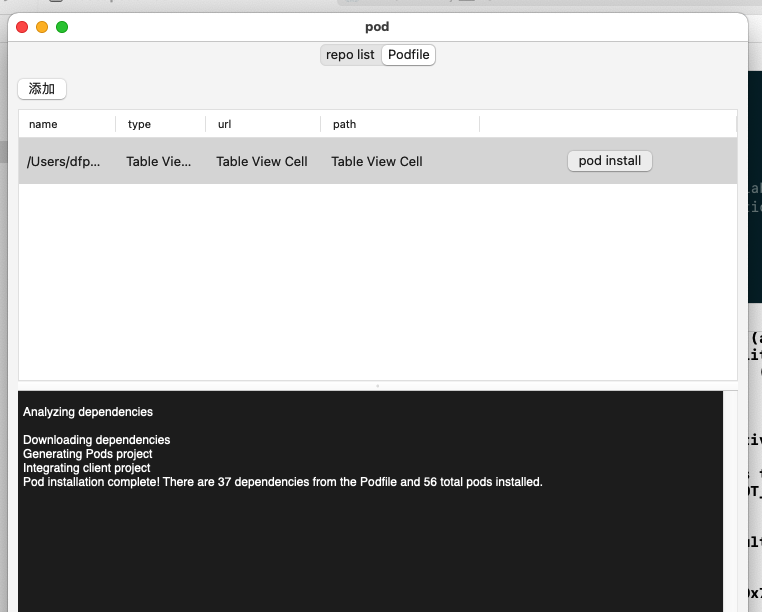 pod
repo list Podfile
添加
name type url path
/Users/dfp... Table Vie... Table View Cell Table View Cell pod install
Analyzing dependencies
Downloading dependencies
Generating Pods project
Integrating client project
Pod installation complete! There are 37 dependencies from the Podfile and 56 total pods installed.